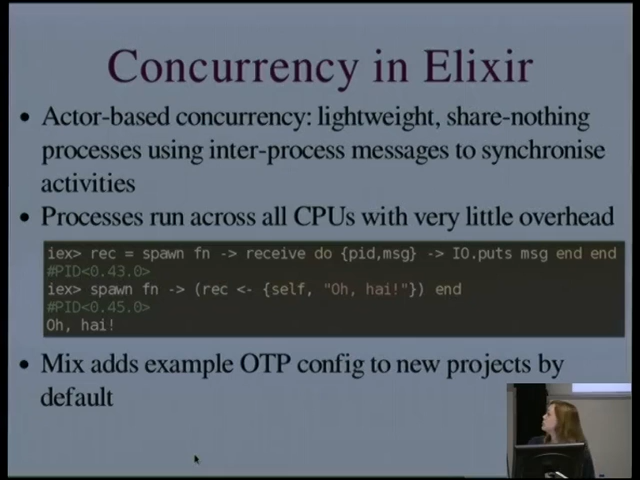 Concurrency in Elixir
• Actor-based concurrency: lightweight, share-nothing
processes using inter-process messages to synchronise
activities
• Processes run across all CPUs with very little overhead
iex> rec = spawn fn -> receive do {pid,msg} -> IO.puts msg end end
#PID<0.43.0>
iex> spawn fn -> (rec <- {self, "Oh, hai!"}) end
#PID<0.45.0>
Oh, hai!
• Mix adds example OTP config to new projects by
default